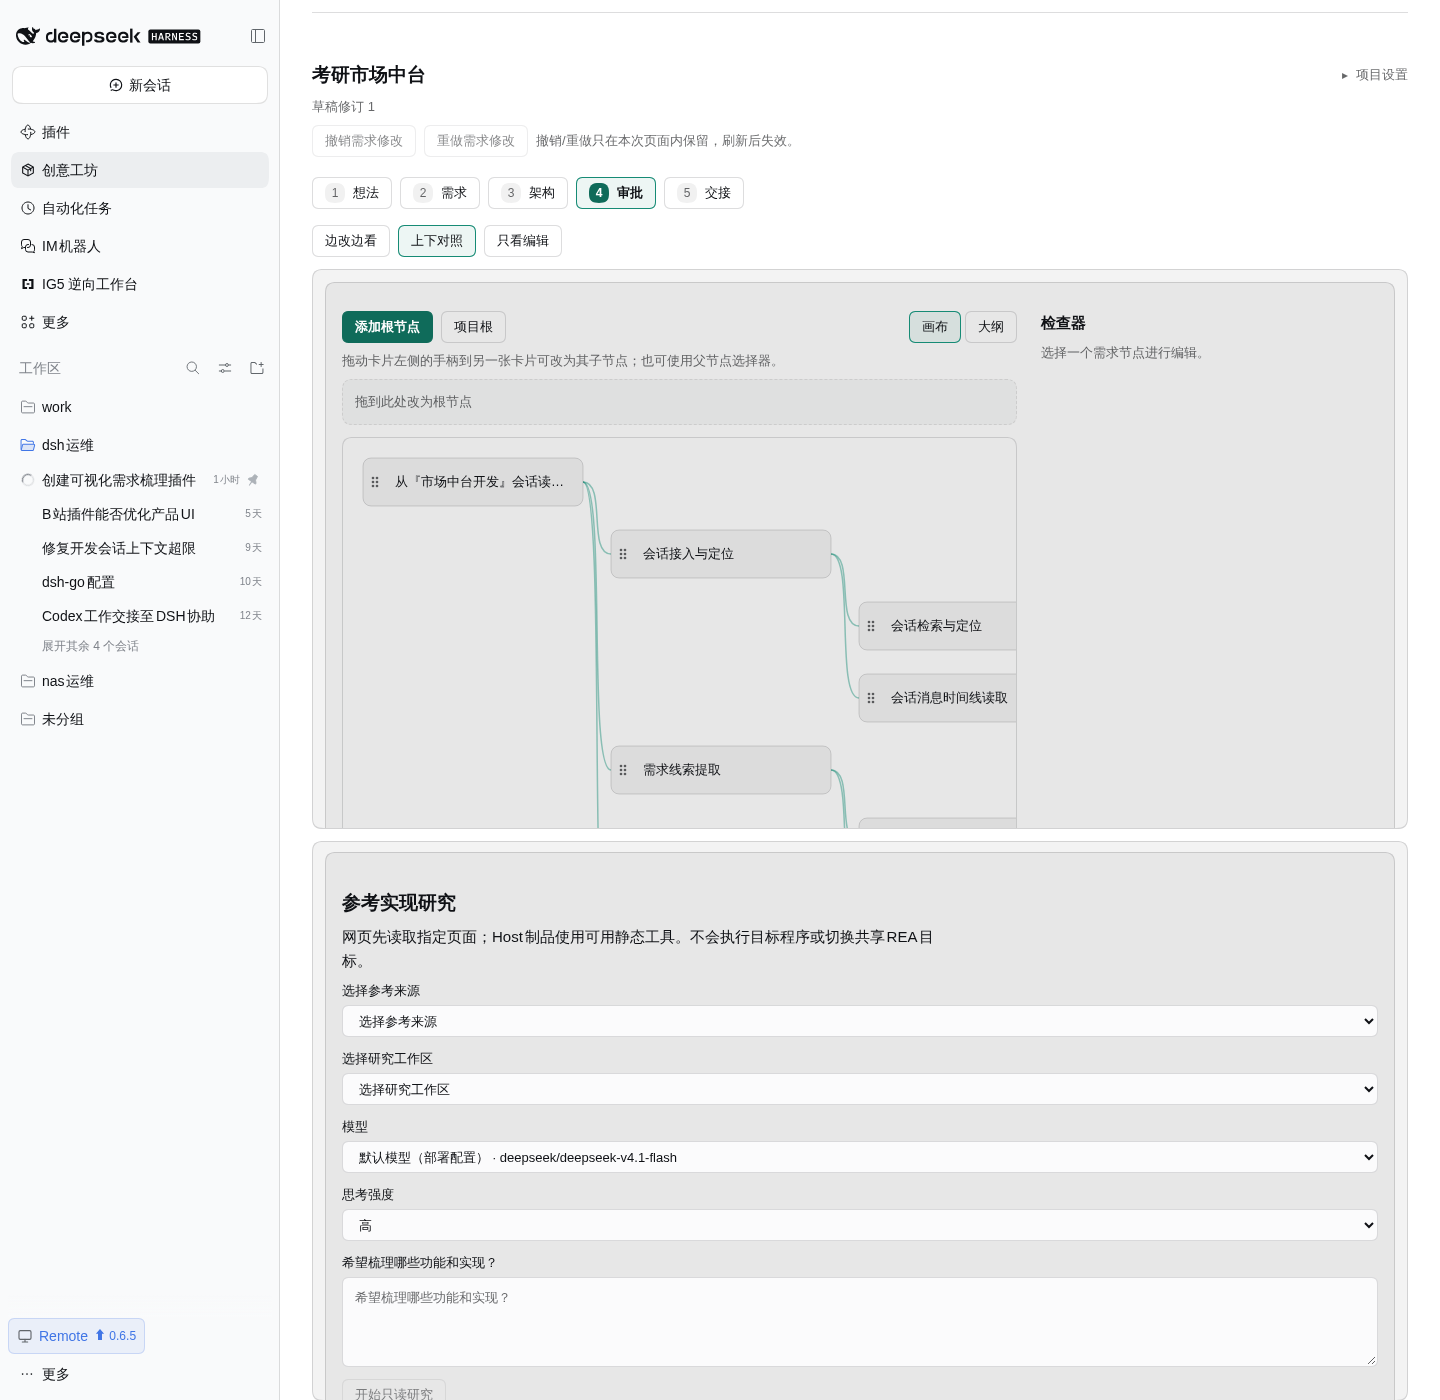 deepseek HARNESS
新会话
插件
创意工坊
自动化任务
IM机器人
IG5 逆向工作台
更多
工作区
work
dsh运维
创建可视化需求梳理插件 1小时
B站插件能否优化产品UI 5天
修复开发会话上下文超限 9天
dsh-go配置 10天
Codex工作交接至DSH协助 12天
展开其余 4 个会话
nas运维
未分组
Remote 0.6.5
更多
考研市场中台
项目设置
草稿修订 1
撤销需求修改 重做需求修改 撤销/重做只在本次页面内保留，刷新后失效。
1 想法 2 需求 3 架构 4 审批 5 交接
边改边看 上下对照 只看编辑
添加根节点 项目根 画布 大纲
拖动卡片左侧的手柄到另一张卡片可改为其子节点；也可使用父节点选择器。
拖到此处改为根节点
从『市场中台开发』会话读…
会话接入与定位
会话检索与定位
会话消息时间线读取
需求线索提取
检查器
选择一个需求节点进行编辑。
参考实现研究
网页先读取指定页面；Host制品使用可用静态工具。不会执行目标程序或切换共享REA目
标。
选择参考来源
选择参考来源
选择研究工作区
选择研究工作区
模型
默认模型（部署配置） · deepseek/deepseek-v4.1-flash
思考强度
高
希望梳理哪些功能和实现？
希望梳理哪些功能和实现？
开始只读研究